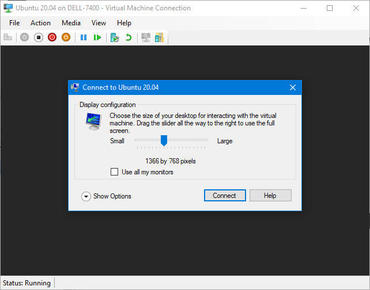 Ubuntu 20.04 on DELL-7400 - Virtual Machine Connection
File Action Media View Help
Connect to Ubuntu 20.04
Display configuration
Choose the size of your desktop for interacting with the virtual
machine. Drag the slider all the way to the right to use the full
screen.
Small Large
1366 by 768 pixels
Use all my monitors
Show Options Connect Help
Status: Running